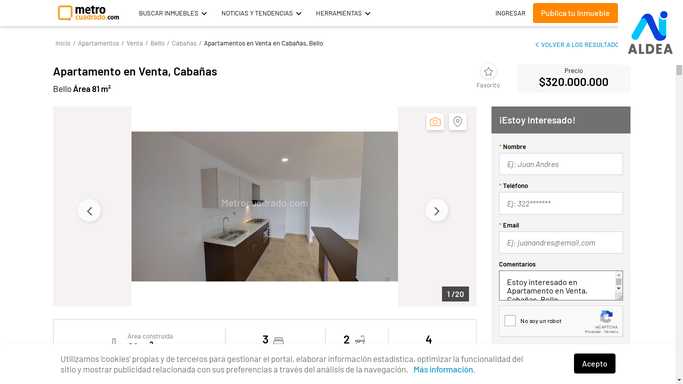 metro
cuadrado.com
BUSCAR INMUEBLES
NOTICIAS Y TENDENCIAS
HERRAMIENTAS
INGRESAR
Publica tu Inmueble
AIDEA
Inicio / Apartamentos / Venta / Bello / Cabañas / Apartamentos en Venta en Cabañas, Bello
VOLVER A LOS RESULTADO
Apartamento en Venta, Cabañas
Bello Área 81 m²
Favorito
Precio
$320.000.000
Metrocuadrado.com
1 /20
¡Estoy Interesado!
* Nombre
Ej: Juan Andres
* Teléfono
Ej: 322*******
* Email
Ej: juanandres@email.com
Comentarios
Estoy interesado en
Apartamento en Venta,
Cabañas, Bello
No soy un robot
reCAPTCHA
Privacidad - Términos
Área construida
3
2
4
Utilizamos 'cookies' propias y de terceros para gestionar el portal, elaborar información estadística, optimizar la funcionalidad del
sitio y mostrar publicidad relacionada con sus preferencias a través del análisis de la navegación. Más información.
Acepto